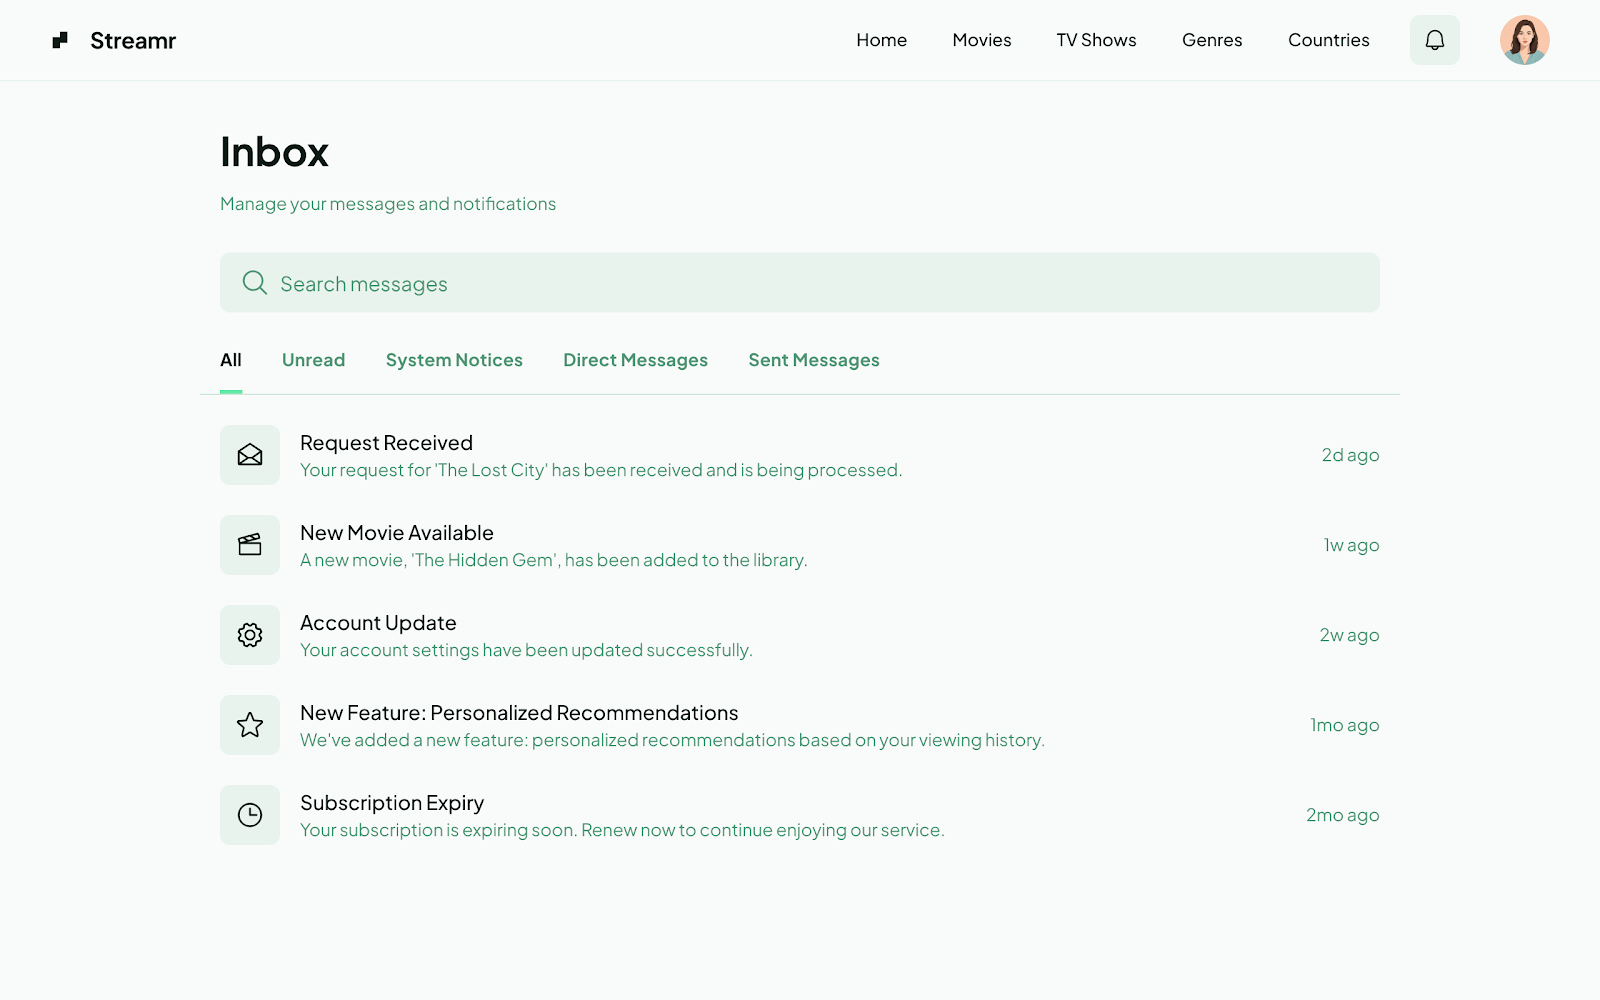 Streamr
Home
Movies
TV Shows
Genres
Countries
Inbox
Manage your messages and notifications
Search messages
All
Unread
System Notices
Direct Messages
Sent Messages
Request Received
Your request for 'The Lost City' has been received and is being processed.
2d ago
New Movie Available
A new movie, 'The Hidden Gem', has been added to the library.
1w ago
Account Update
Your account settings have been updated successfully.
2w ago
New Feature: Personalized Recommendations
We've added a new feature: personalized recommendations based on your viewing history.
1mo ago
Subscription Expiry
Your subscription is expiring soon. Renew now to continue enjoying our service.
2mo ago